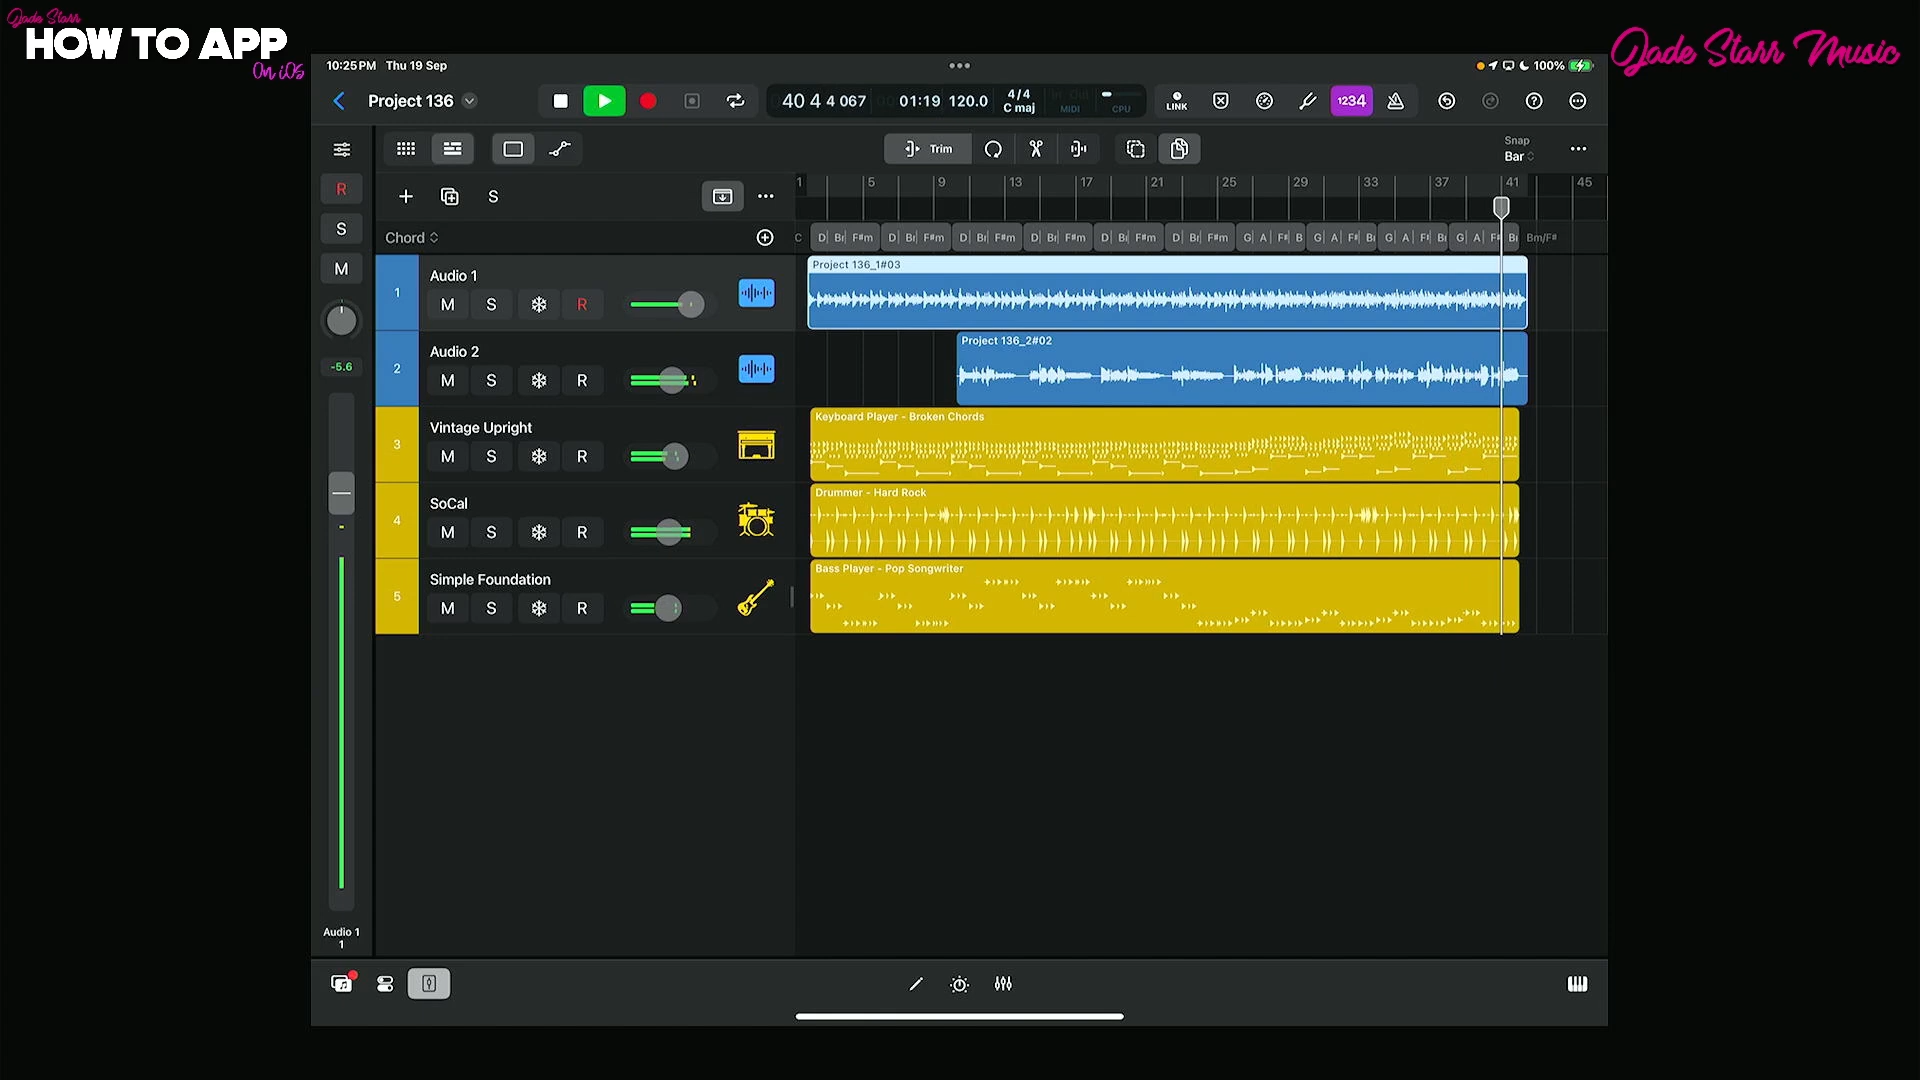 Jade Starr
HOW TO APP
On iOS
Jade Starr Music
10:25 PM Thu 19 Sep
100%
Project 136
40 4 4 067
01:19
120.0
4/4
C maj
In Out
MIDI
CPU
LINK
1234
Trim
Snap
Bar
R
S
M
-5.6
S
1 5 9 13 17 21 25 29 33 37 41 45
Chord
C D F#m D F#m D F#m D F#m D F#m D F#m G A B G A G A G A Bm/F#
1
Audio 1
M S R
Project 136_1#03
2
Audio 2
M S R
Project 136_2#02
3
Vintage Upright
M S R
Keyboard Player - Broken Chords
4
SoCal
M S R
Drummer - Hard Rock
5
Simple Foundation
M S R
Bass Player - Pop Songwriter
Audio 1
1